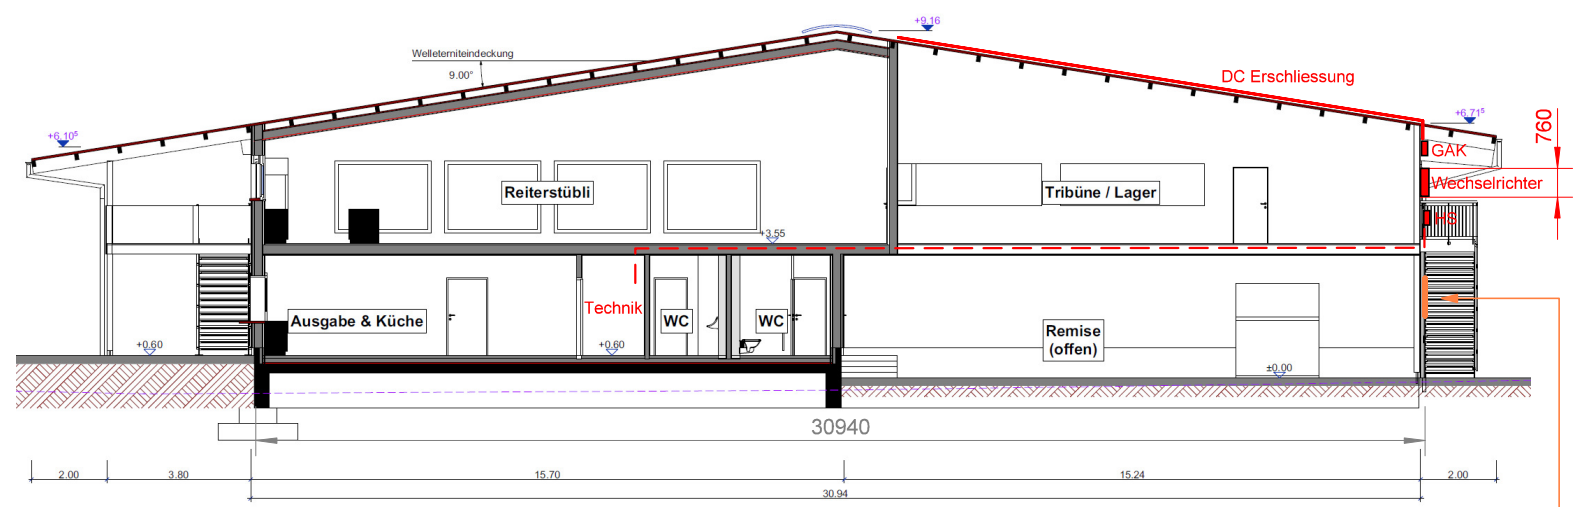 +9.16
Welleterniteindeckung
9.00°
DC Erschliessung
+6.10⁵
+6.71⁵
760
GAK
Wechselrichter
Reiterstübli
Tribüne / Lager
HS
+3.55
Technik
Ausgabe & Küche
WC
WC
Remise
(offen)
+0.60
+0.60
±0.00
30940
2.00
3.80
15.70
15.24
2.00
30.94